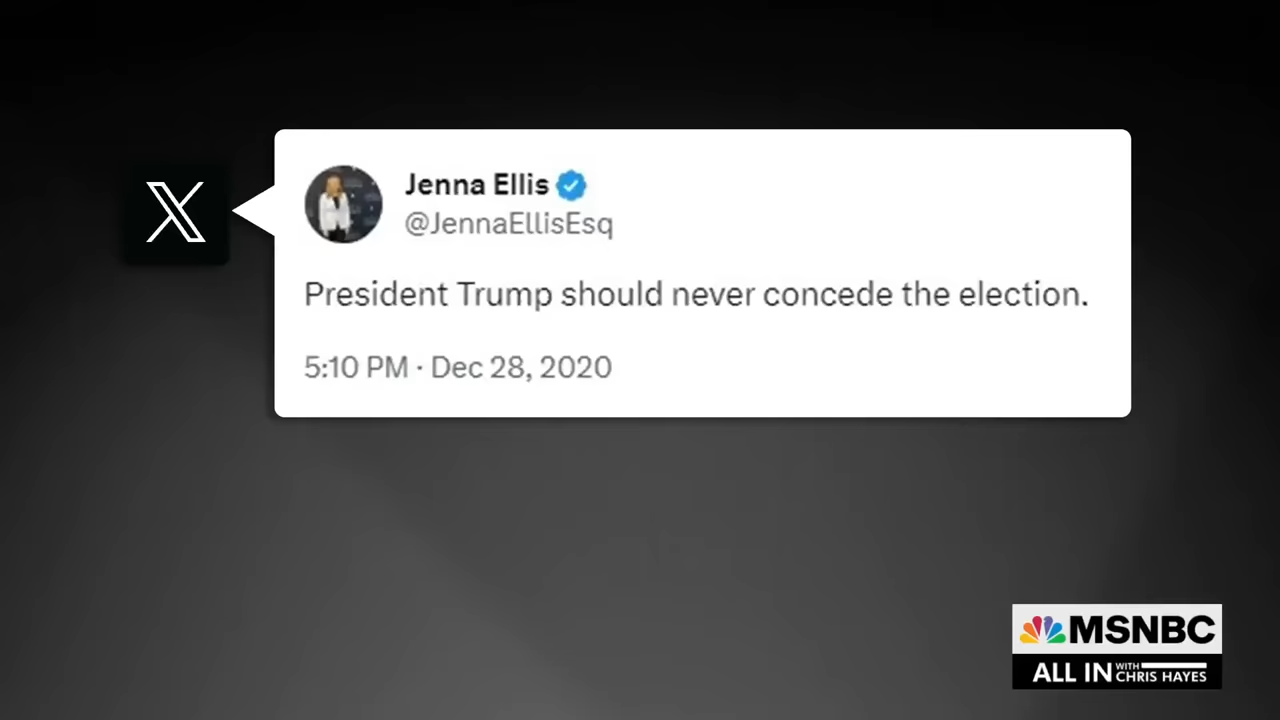 Jenna Ellis
@JennaEllisEsq
President Trump should never concede the election.
5:10 PM · Dec 28, 2020
MSNBC
ALL IN WITH CHRIS HAYES